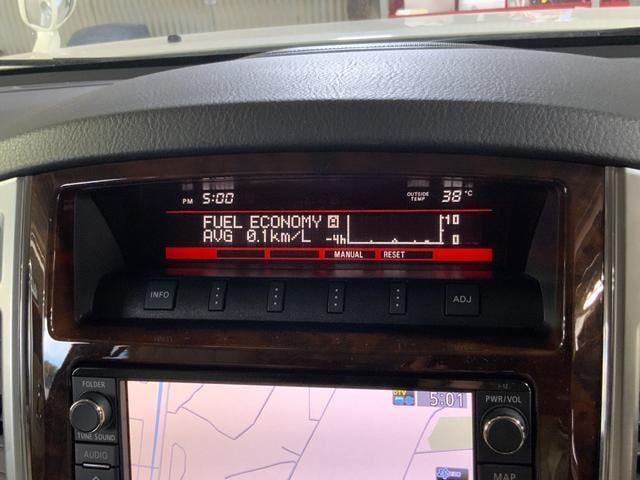 PM 5:00 OUTSIDE TEMP 38 °C
FUEL ECONOMY 10
AVG 0.1km/L -4h 0
MANUAL RESET
INFO ADJ
FOLDER
TUNE SOUND
AUDIO
DTV
5:01
PWR/VOL
MAP